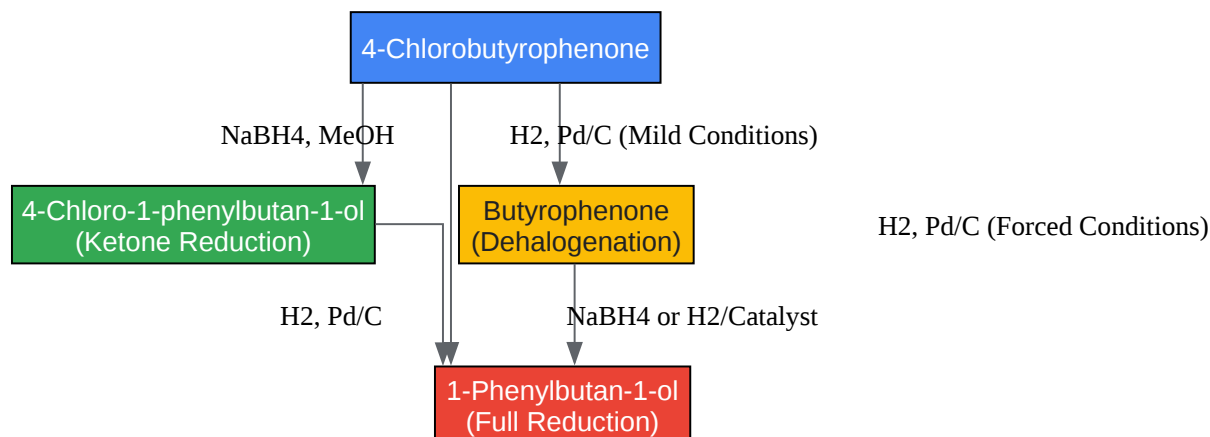 4-Chlorobutyrophenone
NaBH4, MeOH
H2, Pd/C (Mild Conditions)
4-Chloro-1-phenylbutan-1-ol
(Ketone Reduction)
Butyrophenone
(Dehalogenation)
H2, Pd/C (Forced Conditions)
H2, Pd/C
NaBH4 or H2/Catalyst
1-Phenylbutan-1-ol
(Full Reduction)